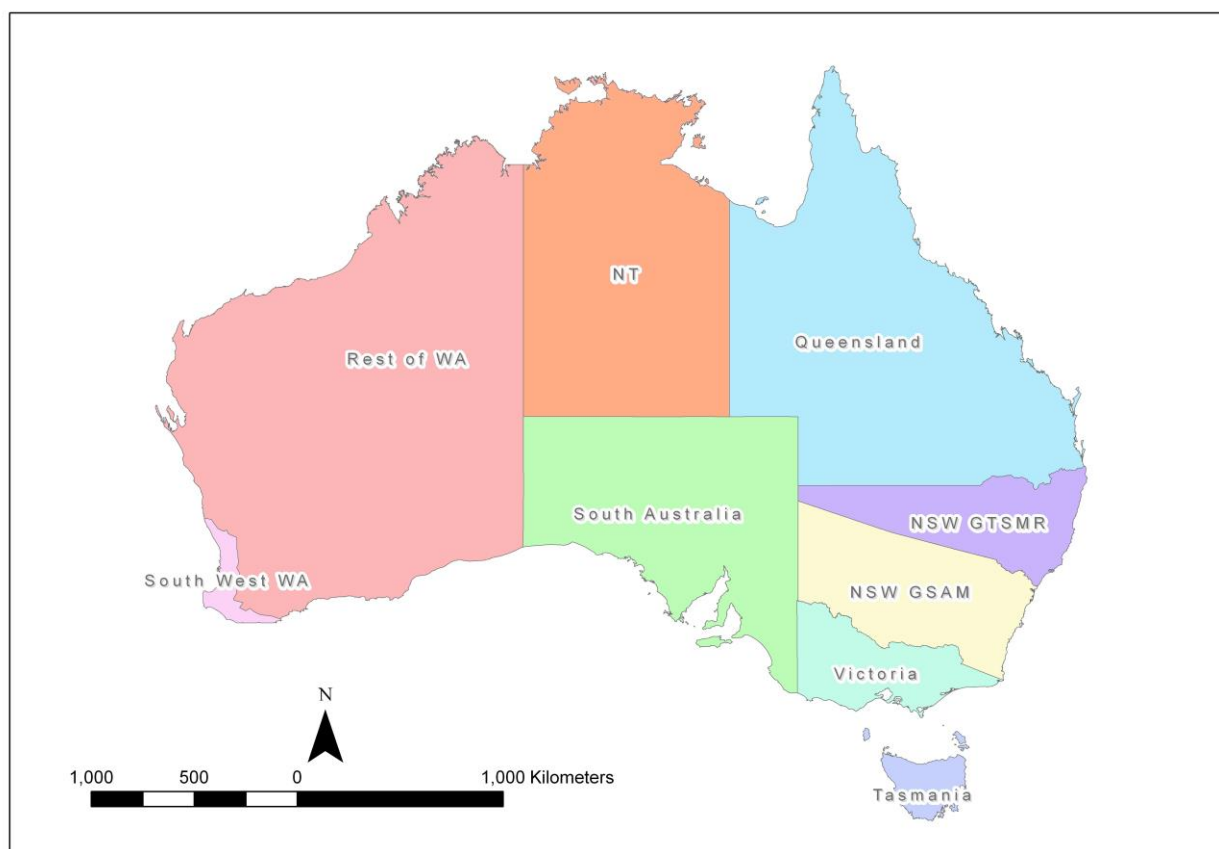 NT
Queensland
Rest of WA
South Australia
NSW GTSMR
South West WA
NSW GSAM
Victoria
N
1,000 500 0 1,000 Kilometers
Tasmania